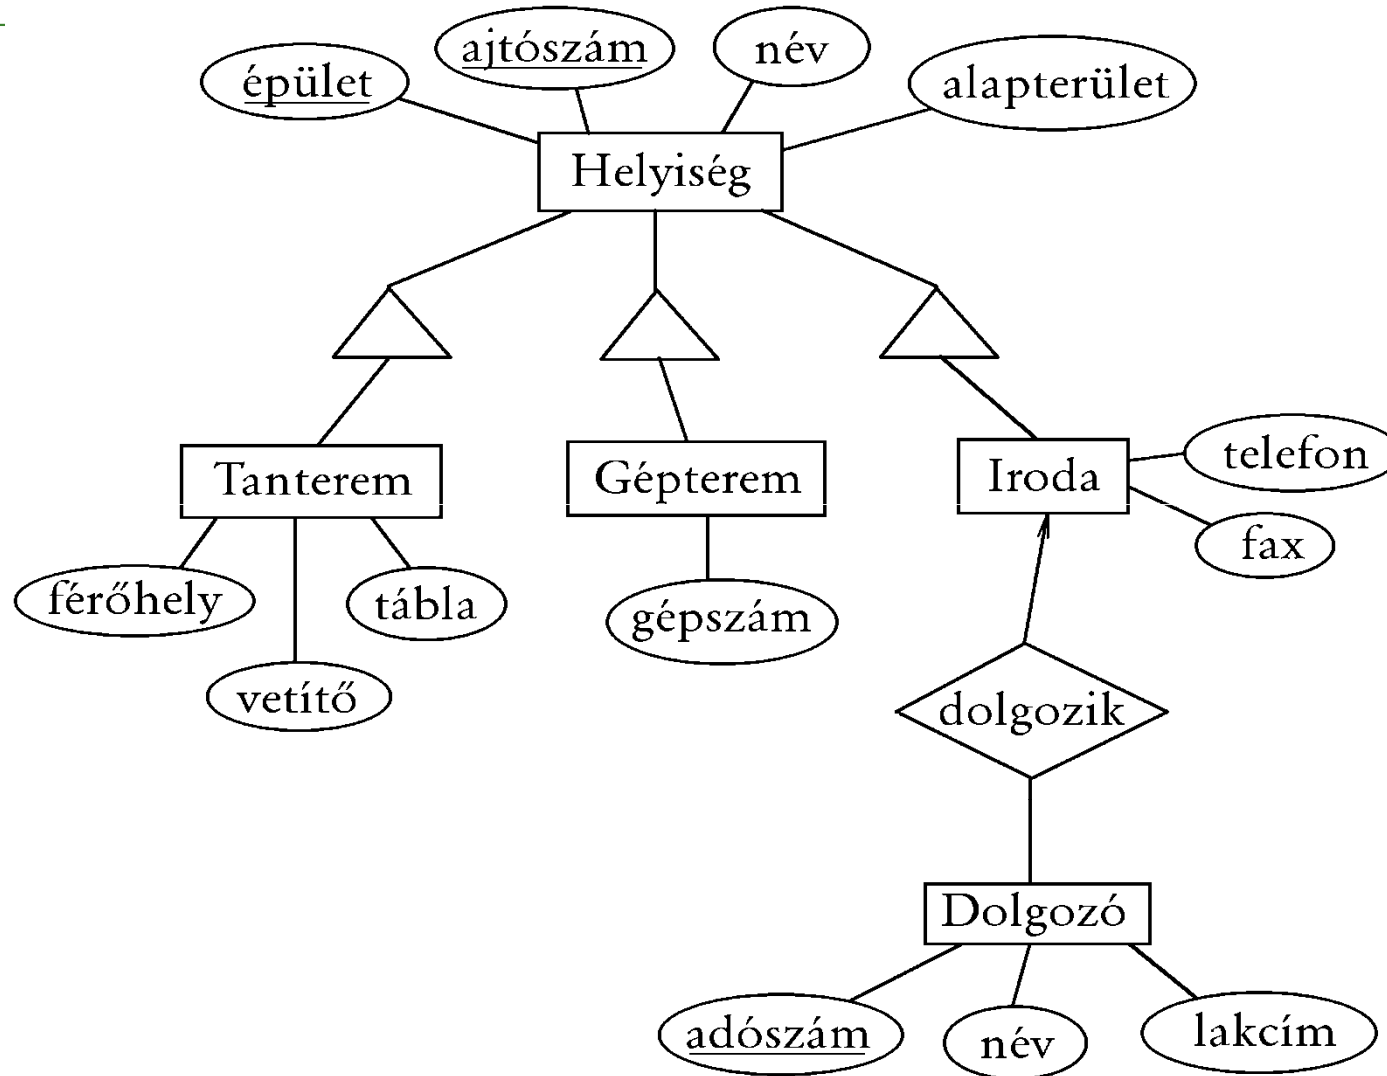 épület
ajtószám
név
alapterület
Helyiség
Tanterem
Gépterem
Iroda
telefon
fax
férőhely
tábla
gépszám
vetítő
dolgozik
Dolgozó
adószám
név
lakcím